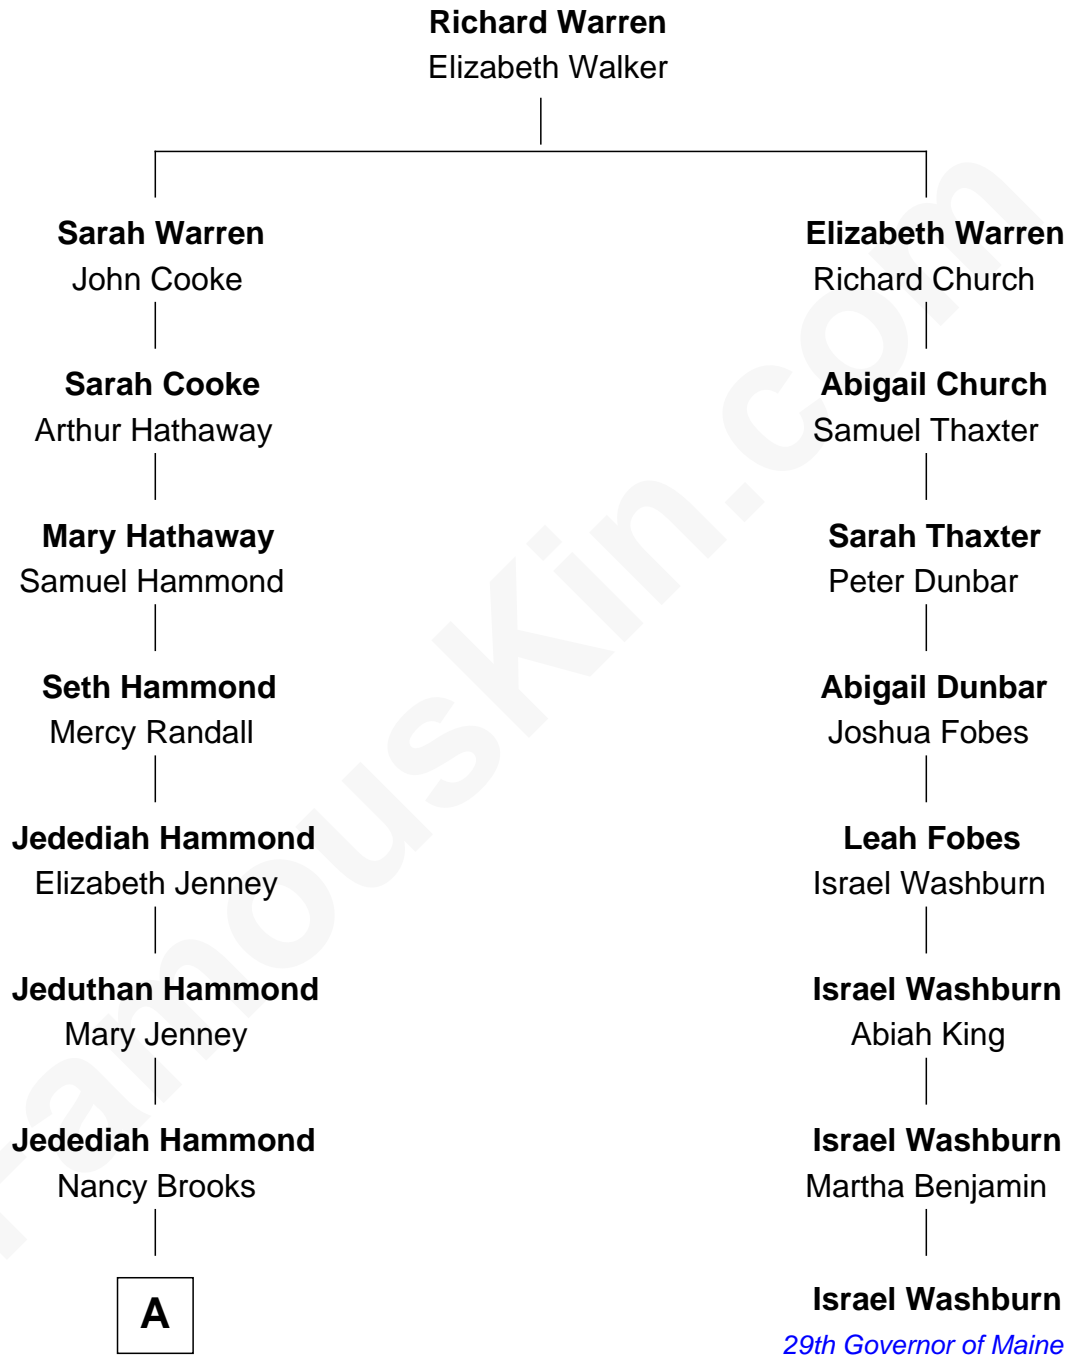 Richard Warren
Elizabeth Walker
Sarah Warren
John Cooke
Elizabeth Warren
Richard Church
Sarah Cooke
Arthur Hathaway
Abigail Church
Samuel Thaxter
Mary Hathaway
Samuel Hammond
Sarah Thaxter
Peter Dunbar
Seth Hammond
Mercy Randall
Abigail Dunbar
Joshua Fobes
Jedediah Hammond
Elizabeth Jenney
Leah Fobes
Israel Washburn
Jeduthan Hammond
Mary Jenney
Israel Washburn
Abiah King
Jedediah Hammond
Nancy Brooks
Israel Washburn
Martha Benjamin
A
Israel Washburn
29th Governor of Maine
FamousKin.com